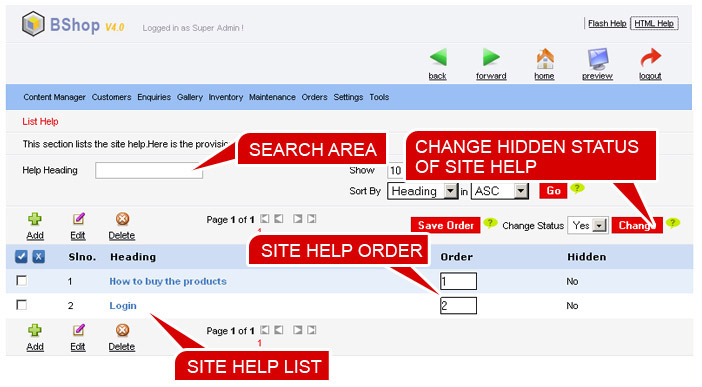 BShop V4.0 Logged in as Super Admin !
Flash Help HTML Help
back forward home preview logout
Content Manager Customers Enquiries Gallery Inventory Maintenance Orders Settings Tools
List Help
This section lists the site help.Here is the provision
SEARCH AREA
CHANGE HIDDEN STATUS
OF SITE HELP
Help Heading Show 10
Sort By Heading in ASC Go ?
Add Edit Delete Page 1 of 1 Save Order ? Change Status Yes Change ?
1
SITE HELP ORDER
Slno. Heading Order Hidden
1 How to buy the products 1 No
2 Login 2 No
Add Edit Delete Page 1 of 1
1
SITE HELP LIST